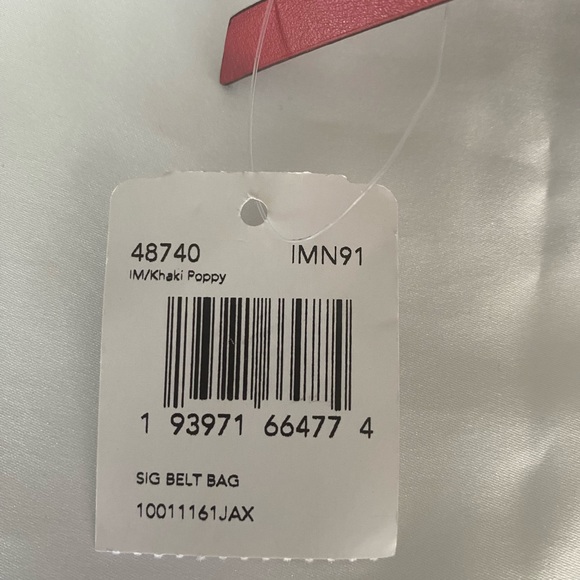 48740 IMN91
IM/Khaki Poppy
1 93971 66477 4
SIG BELT BAG
10011161JAX